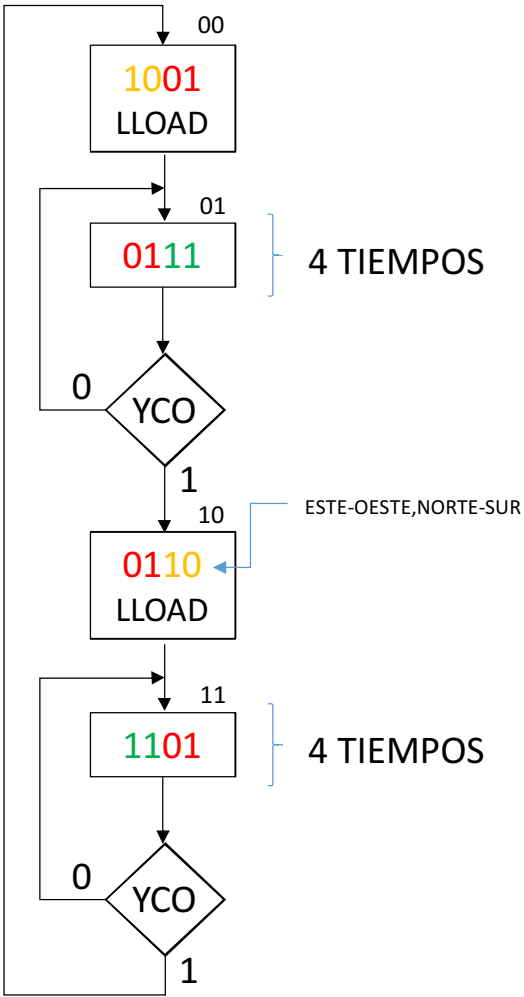 00
1001
LLOAD
01
0111
4 TIEMPOS
0
YCO
1
10
ESTE-OESTE,NORTE-SUR
0110
LLOAD
11
1101
4 TIEMPOS
0
YCO
1